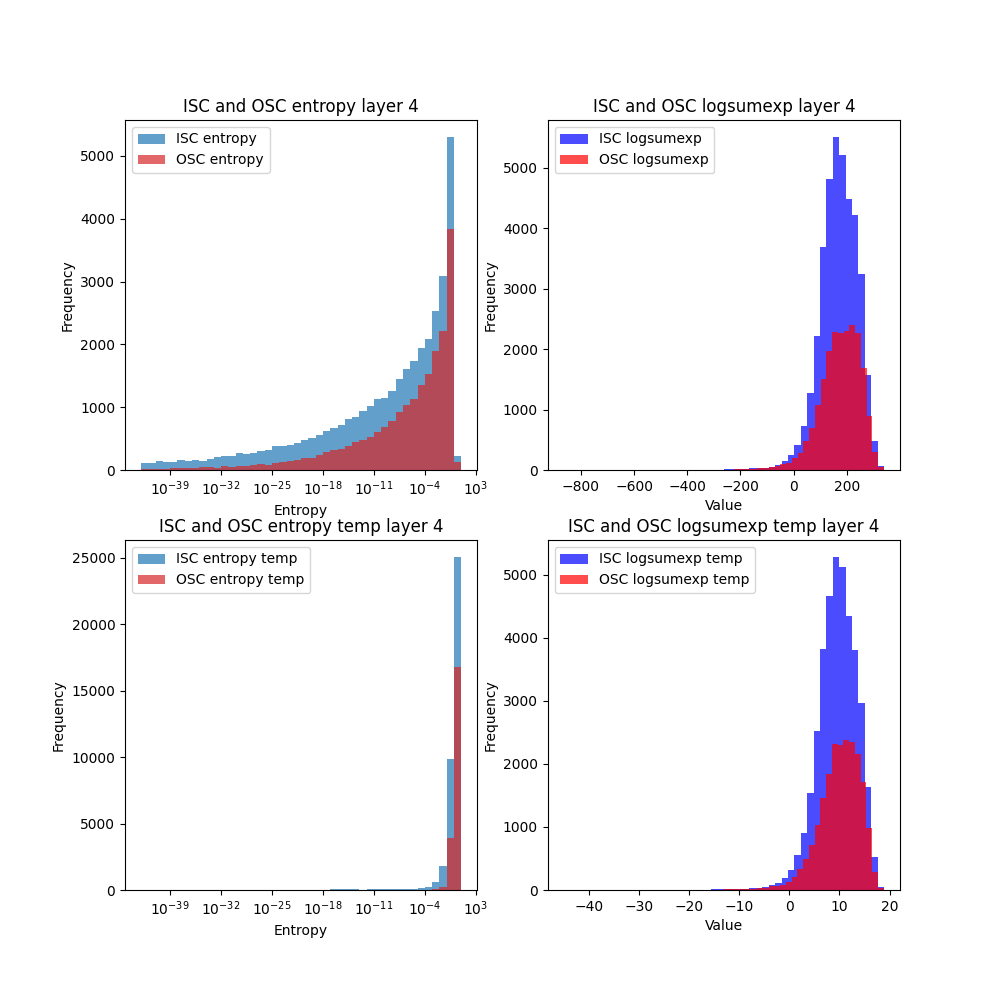 ISC and OSC entropy layer 4
ISC entropy
OSC entropy
5000
4000
3000
2000
1000
0
Frequency
10⁻³⁹ 10⁻³² 10⁻²⁵ 10⁻¹⁸ 10⁻¹¹ 10⁻⁴ 10³
Entropy
ISC and OSC logsumexp layer 4
ISC logsumexp
OSC logsumexp
5000
4000
3000
2000
1000
0
Frequency
−800 −600 −400 −200 0 200
Value
ISC and OSC entropy temp layer 4
ISC entropy temp
OSC entropy temp
25000
20000
15000
10000
5000
0
Frequency
10⁻³⁹ 10⁻³² 10⁻²⁵ 10⁻¹⁸ 10⁻¹¹ 10⁻⁴ 10³
Entropy
ISC and OSC logsumexp temp layer 4
ISC logsumexp temp
OSC logsumexp temp
5000
4000
3000
2000
1000
0
Frequency
−40 −30 −20 −10 0 10 20
Value